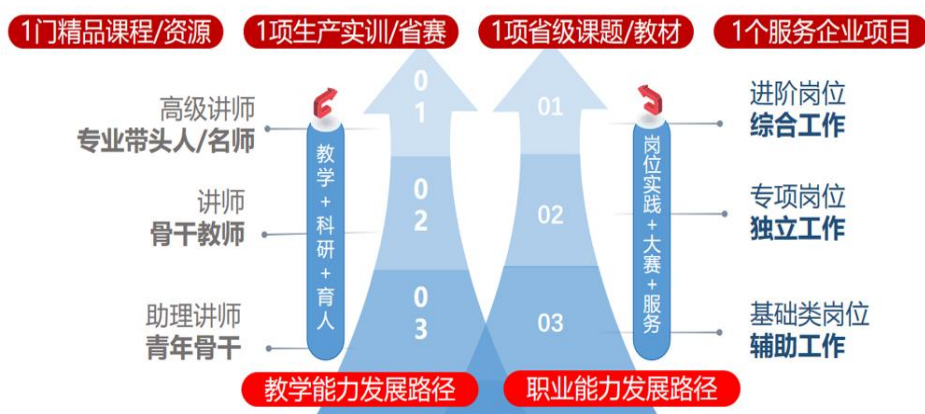 1门精品课程/资源
1项生产实训/省赛
1项省级课题/教材
1个服务企业项目
高级讲师
专业带头人/名师
讲师
骨干教师
助理讲师
青年骨干
教学+科研+育人
01
02
03
01
02
03
岗位实践+大赛+服务
进阶岗位
综合工作
专项岗位
独立工作
基础类岗位
辅助工作
教学能力发展路径
职业能力发展路径